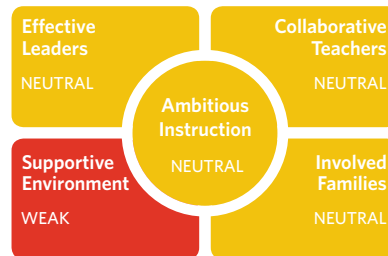 Effective
Leaders
NEUTRAL
Collaborative
Teachers
NEUTRAL
Ambitious
Instruction
NEUTRAL
Supportive
Environment
WEAK
Involved
Families
NEUTRAL